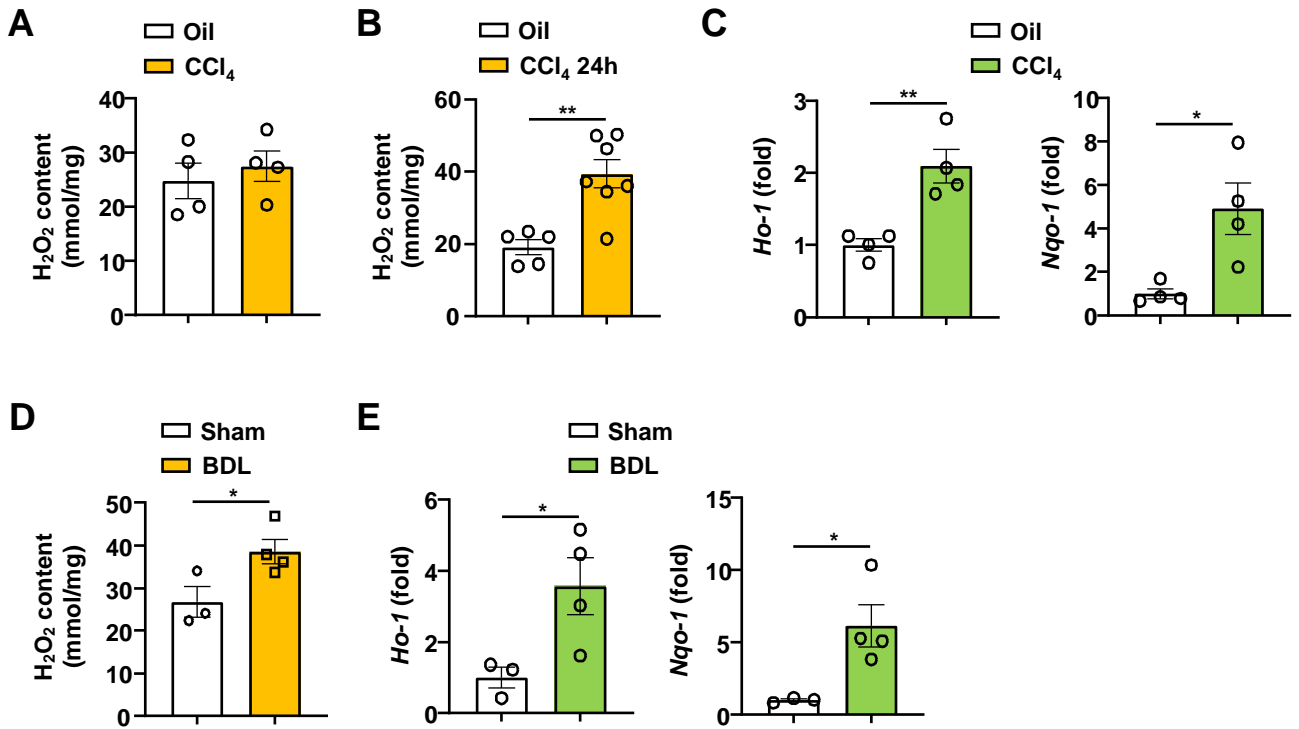 A
Oil
CCl₄
H₂O₂ content
(mmol/mg)
40
30
20
10
0
B
Oil
CCl₄ 24h
H₂O₂ content
(mmol/mg)
60
40
20
0
**
C
Oil
CCl₄
Ho-1 (fold)
3
2
1
0
**
Nqo-1 (fold)
10
8
6
4
2
0
*
D
Sham
BDL
H₂O₂ content
(mmol/mg)
50
40
30
20
10
0
*
E
Sham
BDL
Ho-1 (fold)
6
4
2
0
*
Nqo-1 (fold)
15
10
5
0
*